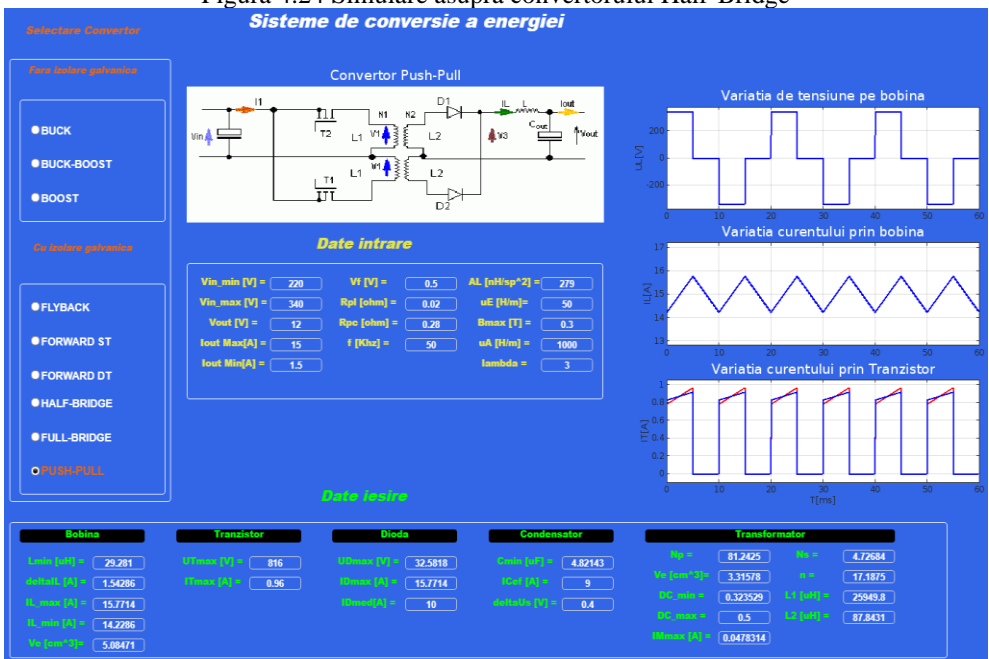 Figura 4.24 Simulare asupra convertorului Half-Bridge
Sisteme de conversie a energiei
Selectare Convertor
Fara izolare galvanica
BUCK
BUCK-BOOST
BOOST
Cu izolare galvanica
FLYBACK
FORWARD ST
FORWARD DT
HALF-BRIDGE
FULL-BRIDGE
PUSH-PULL
Convertor Push-Pull
I1
T2
L1
V1
N1
N2
L2
D1
IL
L
Iout
Vin
Cout
Vout
V3
T1
L1
V1
L2
D2
Date intrare
Vin_min [V] = 220
Vf [V] = 0.5
AL [nH/sp^2] = 279
Vin_max [V] = 340
Rpl [ohm] = 0.02
uE [H/m]= 50
Vout [V] = 12
Rpc [ohm] = 0.28
Bmax [T] = 0.3
Iout Max[A] = 15
f [Khz] = 50
uA [H/m] = 1000
Iout Min[A] = 1.5
lambda = 3
Variatia de tensiune pe bobina
UL[V]
200
0
-200
0 10 20 30 40 50 60
Variatia curentului prin bobina
IL[A]
17
16
15
14
13
0 10 20 30 40 50 60
Variatia curentului prin Tranzistor
IT[A]
1
0.8
0.6
0.4
0.2
0
0 10 20 30 40 50 60
T[ms]
Date iesire
Bobina
Lmin [uH] = 29.281
deltaIL [A] = 1.54286
IL_max [A] = 15.7714
IL_min [A] = 14.2286
Ve [cm^3]= 5.08471
Tranzistor
UTmax [V] = 816
ITmax [A] = 0.96
Dioda
UDmax [V] = 32.5818
IDmax [A] = 15.7714
IDmed[A] = 10
Condensator
Cmin [uF] = 4.82143
ICef [A] = 9
deltaUs [V] = 0.4
Transformator
Np = 81.2425
Ns = 4.72684
Ve [cm^3]= 3.31578
n = 17.1875
DC_min = 0.323529
L1 [uH] = 25949.8
DC_max = 0.5
L2 [uH] = 87.8431
IMmax [A] = 0.0478314